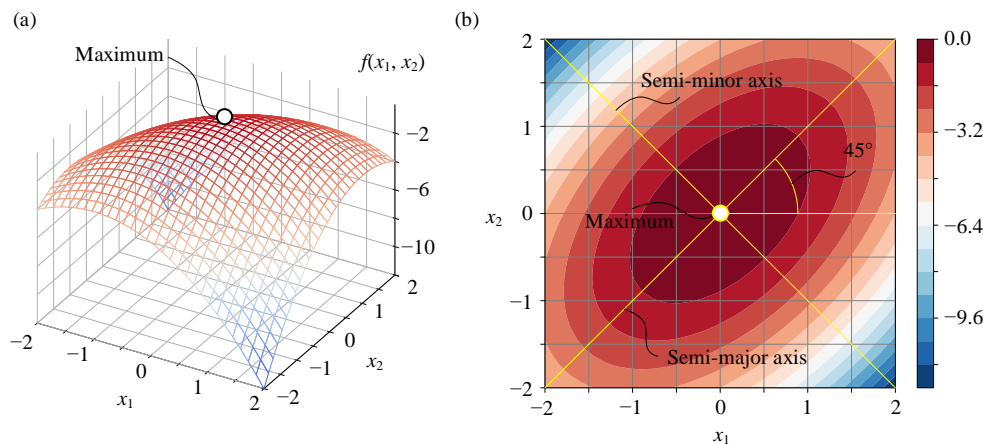 (a)
Maximum
f(x1, x2)
−2
−6
−10
2
1
0
−1
−2
x2
−2
−1
0
1
2
x1
(b)
2
1
0
−1
−2
x2
Semi-minor axis
45°
Maximum
Semi-major axis
−2
−1
0
1
2
x1
0.0
−3.2
−6.4
−9.6